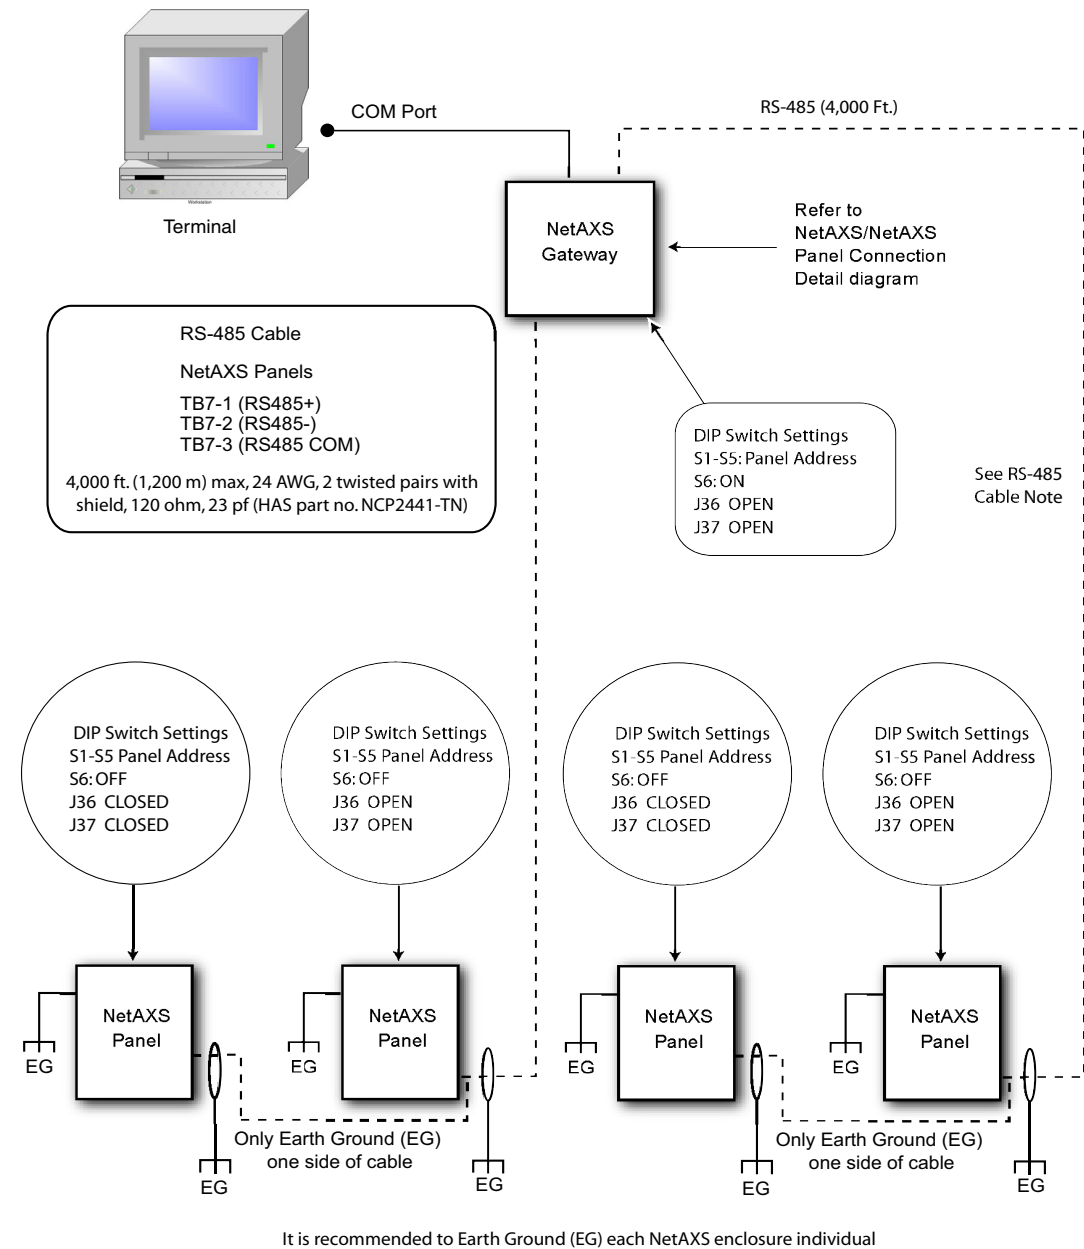 COM Port
RS-485 (4,000 Ft.)
Workstation
Terminal
NetAXS
Gateway
Refer to
NetAXS/NetAXS
Panel Connection
Detail diagram
RS-485 Cable
NetAXS Panels
TB7-1 (RS485+)
TB7-2 (RS485-)
TB7-3 (RS485 COM)
4,000 ft. (1,200 m) max, 24 AWG, 2 twisted pairs with
shield, 120 ohm, 23 pf (HAS part no. NCP2441-TN)
DIP Switch Settings
S1-S5: Panel Address
S6: ON
J36 OPEN
J37 OPEN
See RS-485
Cable Note
DIP Switch Settings
S1-S5 Panel Address
S6: OFF
J36 CLOSED
J37 CLOSED
DIP Switch Settings
S1-S5 Panel Address
S6: OFF
J36 OPEN
J37 OPEN
DIP Switch Settings
S1-S5 Panel Address
S6: OFF
J36 CLOSED
J37 CLOSED
DIP Switch Settings
S1-S5 Panel Address
S6: OFF
J36 OPEN
J37 OPEN
NetAXS
Panel
NetAXS
Panel
NetAXS
Panel
NetAXS
Panel
EG
EG
EG
EG
Only Earth Ground (EG)
one side of cable
Only Earth Ground (EG)
one side of cable
EG
EG
EG
EG
It is recommended to Earth Ground (EG) each NetAXS enclosure individual